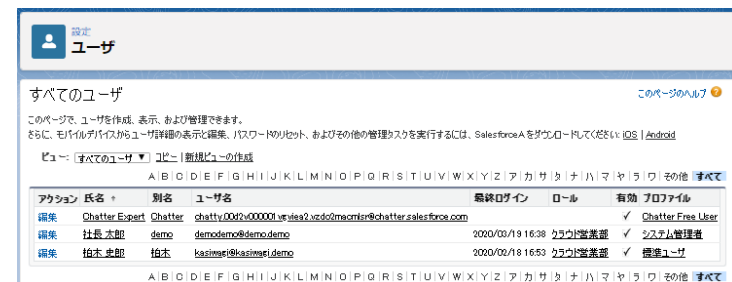 設定
ユーザ
すべてのユーザ
このページのヘルプ
このページで、ユーザを作成、表示、および管理できます。
さらに、モバイルデバイスからユーザ詳細の表示と編集、パスワードのリセット、およびその他の管理タスクを実行するには、SalesforceA をダウンロードしてください: iOS | Android
ビュー: すべてのユーザ ▼ コピー | 新規ビューの作成
A | B | C | D | E | F | G | H | I | J | K | L | M | N | O | P | Q | R | S | T | U | V | W | X | Y | Z | ア | カ | サ | タ | ナ | ハ | マ | ヤ | ラ | ワ | その他 すべて
アクション 氏名 ↑ 別名 ユーザ名 最終ログイン ロール 有効 プロファイル
編集 Chatter Expert Chatter ✓ Chatter Free User
編集 社長 太郎 demo demodemo@demo.demo 2020/03/19 16:38 クラウド営業部 ✓ システム管理者
編集 柏木 史郎 柏木 kasiwagi@kasiwagi.demo 2020/02/18 16:53 クラウド営業部 ✓ 標準ユーザ
A | B | C | D | E | F | G | H | I | J | K | L | M | N | O | P | Q | R | S | T | U | V | W | X | Y | Z | ア | カ | サ | タ | ナ | ハ | マ | ヤ | ラ | ワ | その他 すべて